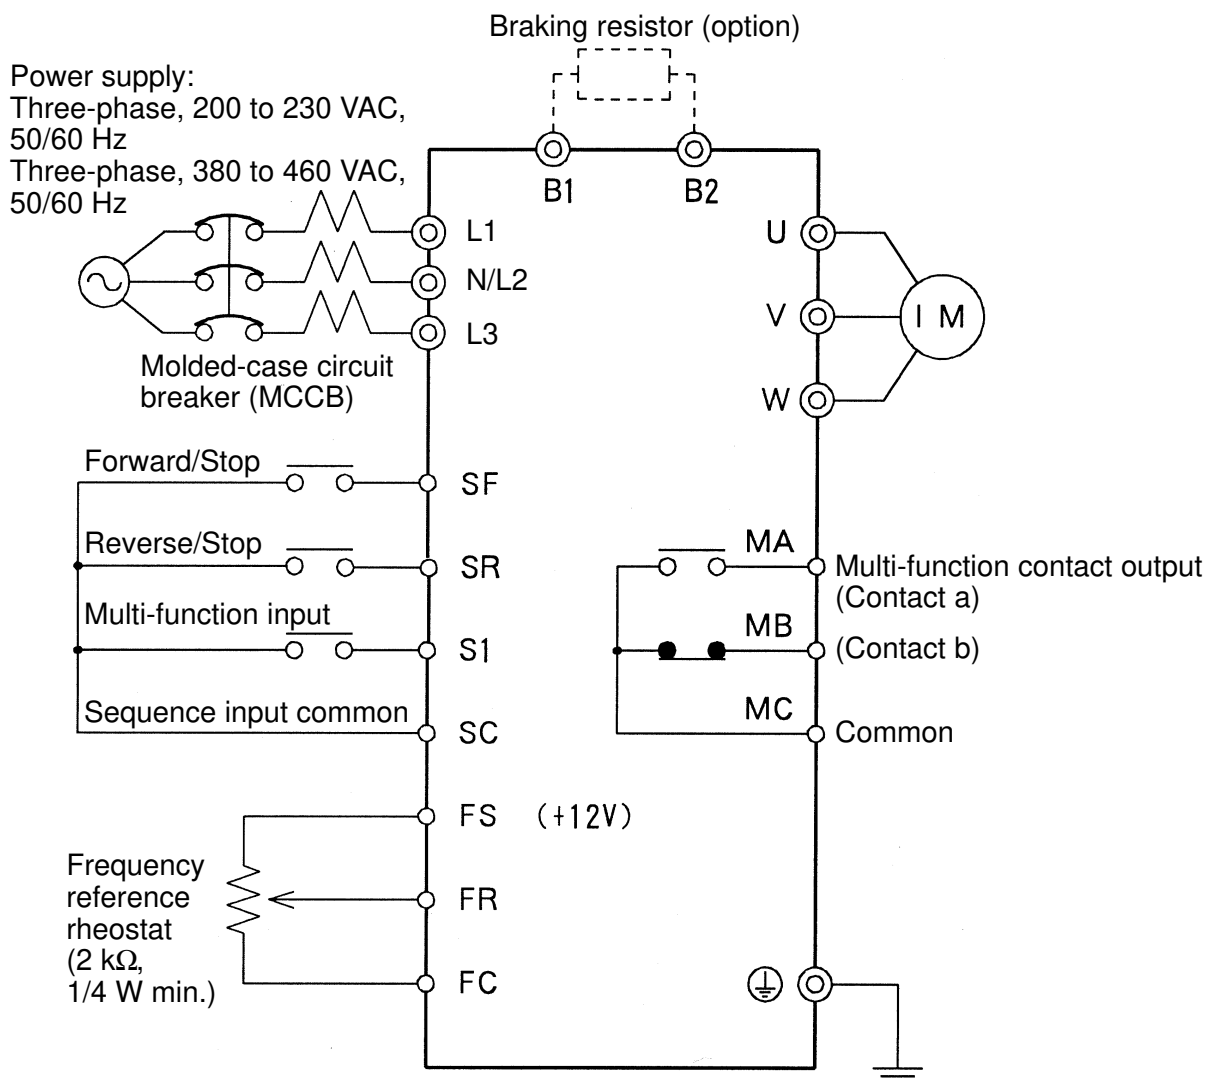 Braking resistor (option)
Power supply:
Three-phase, 200 to 230 VAC,
50/60 Hz
Three-phase, 380 to 460 VAC,
50/60 Hz
B1
B2
L1
U
N/L2
V
I M
L3
Molded-case circuit
breaker (MCCB)
W
Forward/Stop
SF
Reverse/Stop
SR
MA
Multi-function contact output
(Contact a)
Multi-function input
S1
MB
(Contact b)
Sequence input common
SC
MC
Common
FS (+12V)
Frequency
reference
rheostat
(2 kΩ,
1/4 W min.)
FR
FC